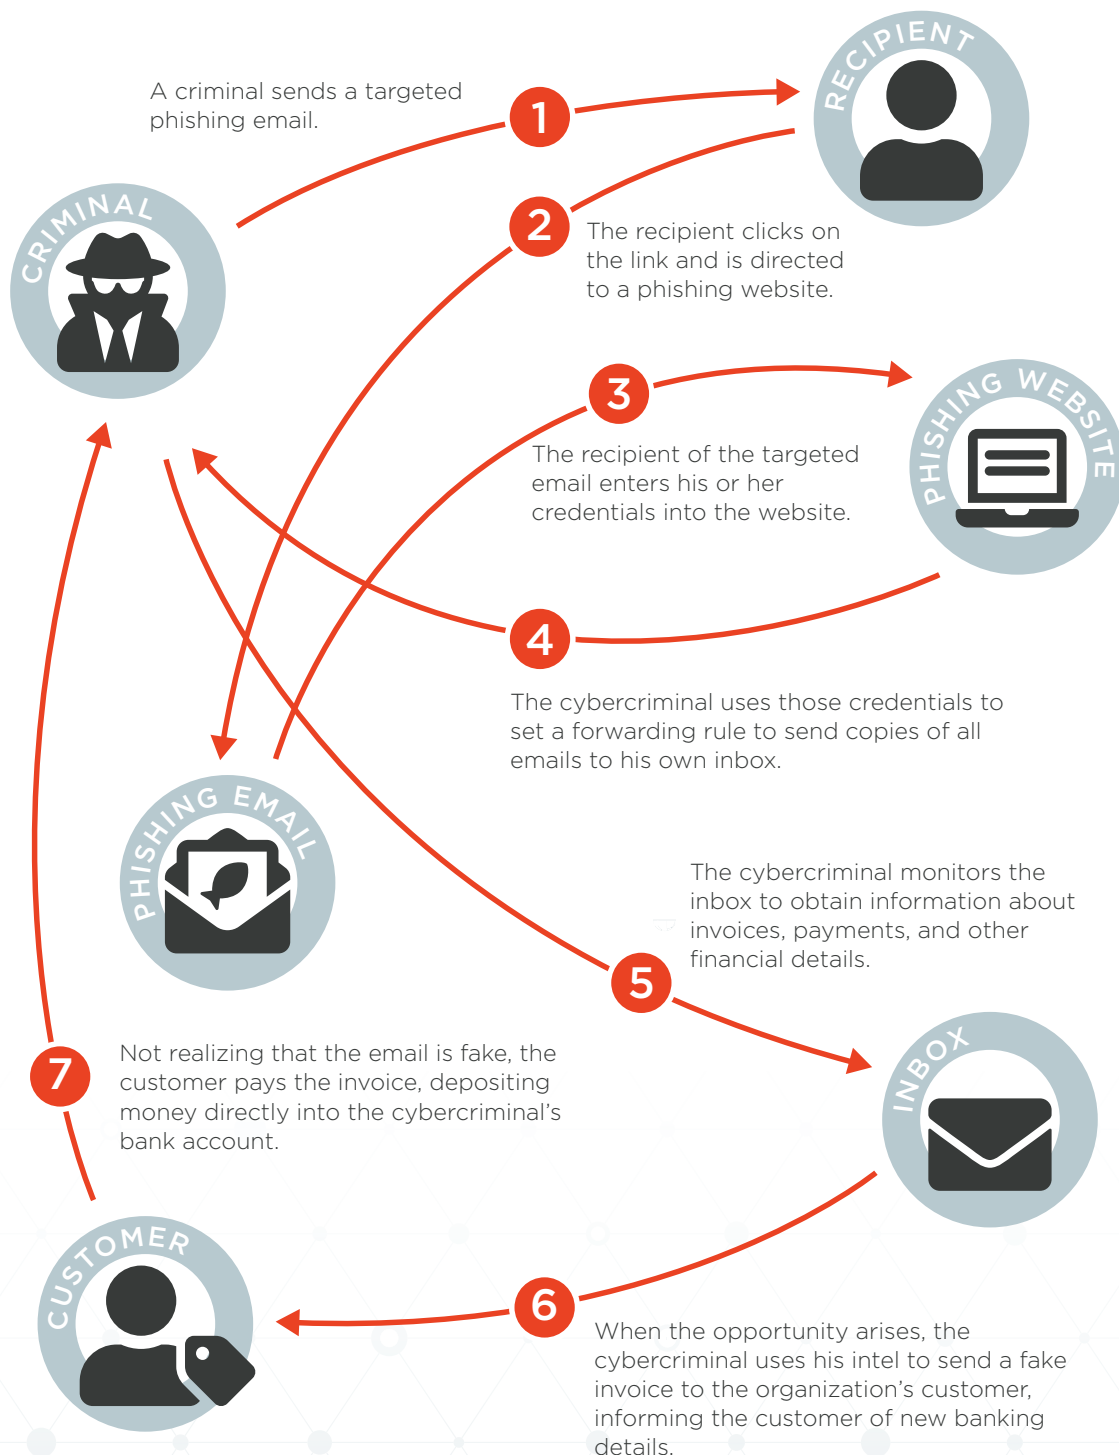 RECIPIENT
A criminal sends a targeted
phishing email.
1
CRIMINAL
2
The recipient clicks on
the link and is directed
to a phishing website.
3
PHISHING WEBSITE
The recipient of the targeted
email enters his or her
credentials into the website.
4
The cybercriminal uses those credentials to
set a forwarding rule to send copies of all
emails to his own inbox.
PHISHING EMAIL
The cybercriminal monitors the
inbox to obtain information about
invoices, payments, and other
financial details.
5
INBOX
7
Not realizing that the email is fake, the
customer pays the invoice, depositing
money directly into the cybercriminal's
bank account.
CUSTOMER
6
When the opportunity arises, the
cybercriminal uses his intel to send a fake
invoice to the organization's customer,
informing the customer of new banking
details.